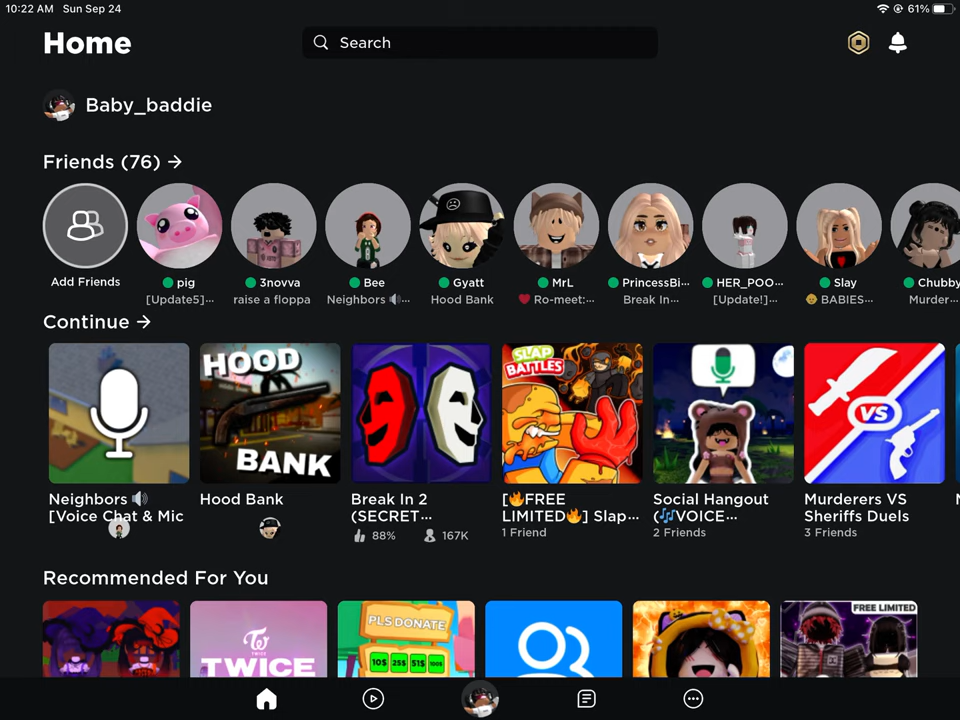 10:22 AM Sun Sep 24
61%
Home
Search
Baby_baddie
Friends (76) →
Add Friends
pig
[Update5]...
3novva
raise a floppa
Bee
Neighbors 🔊...
Gyatt
Hood Bank
MrL
❤️ Ro-meet:...
PrincessBi...
Break In...
HER_POO...
[Update!]...
Slay
👶 BABIES...
Chubby
Murder...
Continue →
HOOD
BANK
SLAP
BATTLES
VS
Neighbors 🔊
[Voice Chat & Mic
Hood Bank
Break In 2
(SECRET...
88% 167K
[🔥FREE
LIMITED🔥] Slap...
1 Friend
Social Hangout
(🎶VOICE...
2 Friends
Murderers VS
Sheriffs Duels
3 Friends
Recommended For You
TWICE
PLS DONATE
10$ 25$ 51$
FREE LIMITED